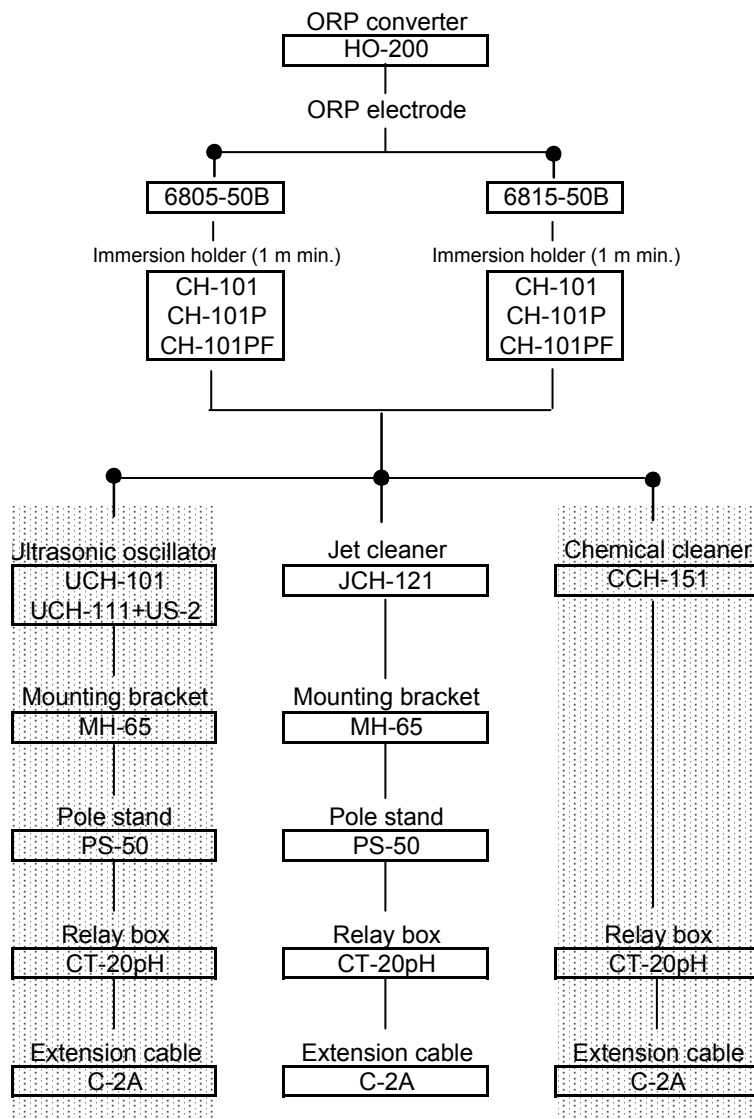 ORP converter
HO-200
ORP electrode
6805-50B
6815-50B
Immersion holder (1 m min.)
Immersion holder (1 m min.)
CH-101
CH-101P
CH-101PF
CH-101
CH-101P
CH-101PF
Ultrasonic oscillator
UCH-101
UCH-111+US-2
Mounting bracket
MH-65
Pole stand
PS-50
Relay box
CT-20pH
Extension cable
C-2A
Jet cleaner
JCH-121
Mounting bracket
MH-65
Pole stand
PS-50
Relay box
CT-20pH
Extension cable
C-2A
Chemical cleaner
CCH-151
Relay box
CT-20pH
Extension cable
C-2A